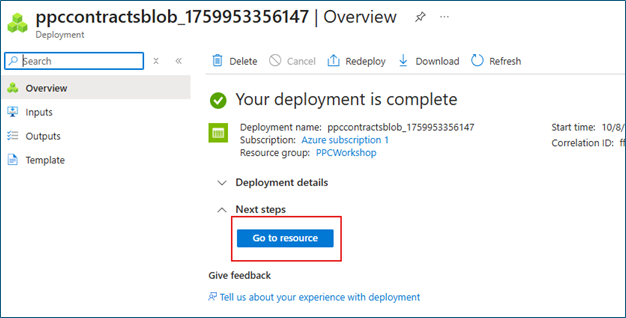 ppccontractsblob_1759953356147 | Overview
Deployment
Search
Overview
Inputs
Outputs
Template
Delete Cancel Redeploy Download Refresh
Your deployment is complete
Deployment name: ppccontractsblob_1759953356147
Subscription: Azure subscription 1
Resource group: PPCWorkshop
Start time: 10/8/
Correlation ID: ff
Deployment details
Next steps
Go to resource
Give feedback
Tell us about your experience with deployment